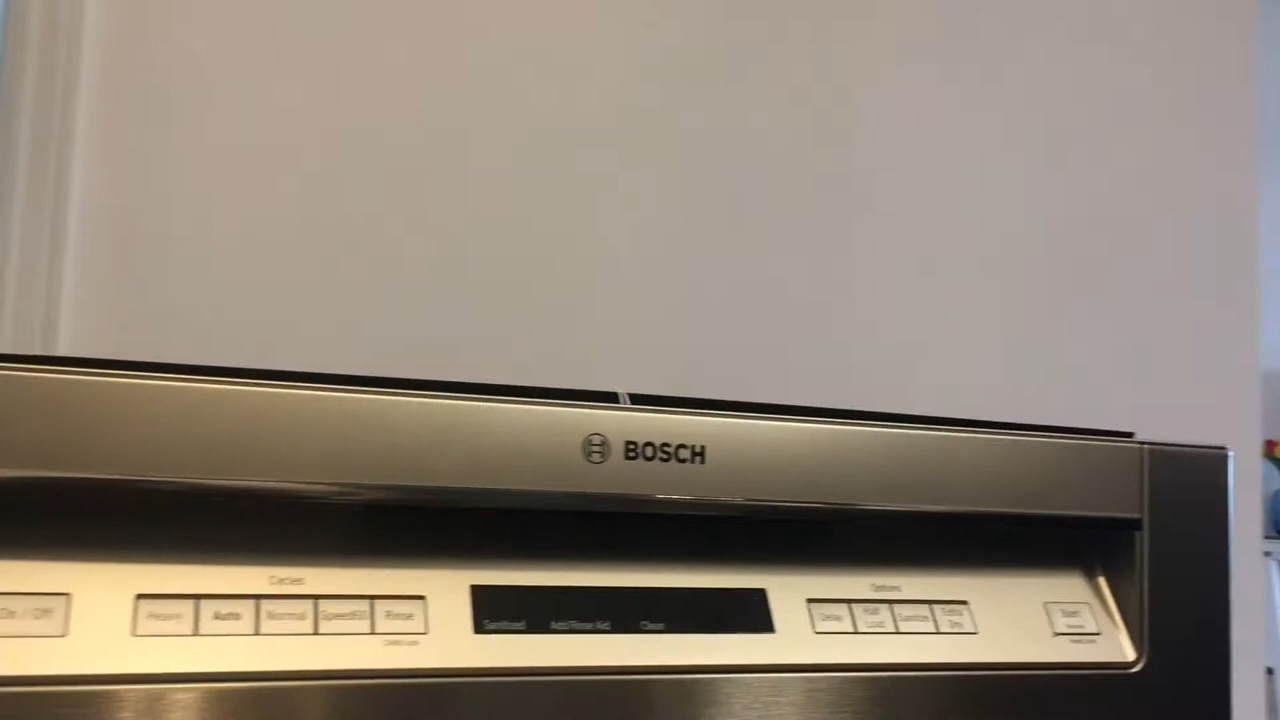 BOSCH
Cycles
Options
On / Off
Heavy
Auto
Normal
Speed60
Rinse
Sanitized
Add Rinse Aid
Clean
Delay
Half
Load
Sanitize
Extra
Dry
Start